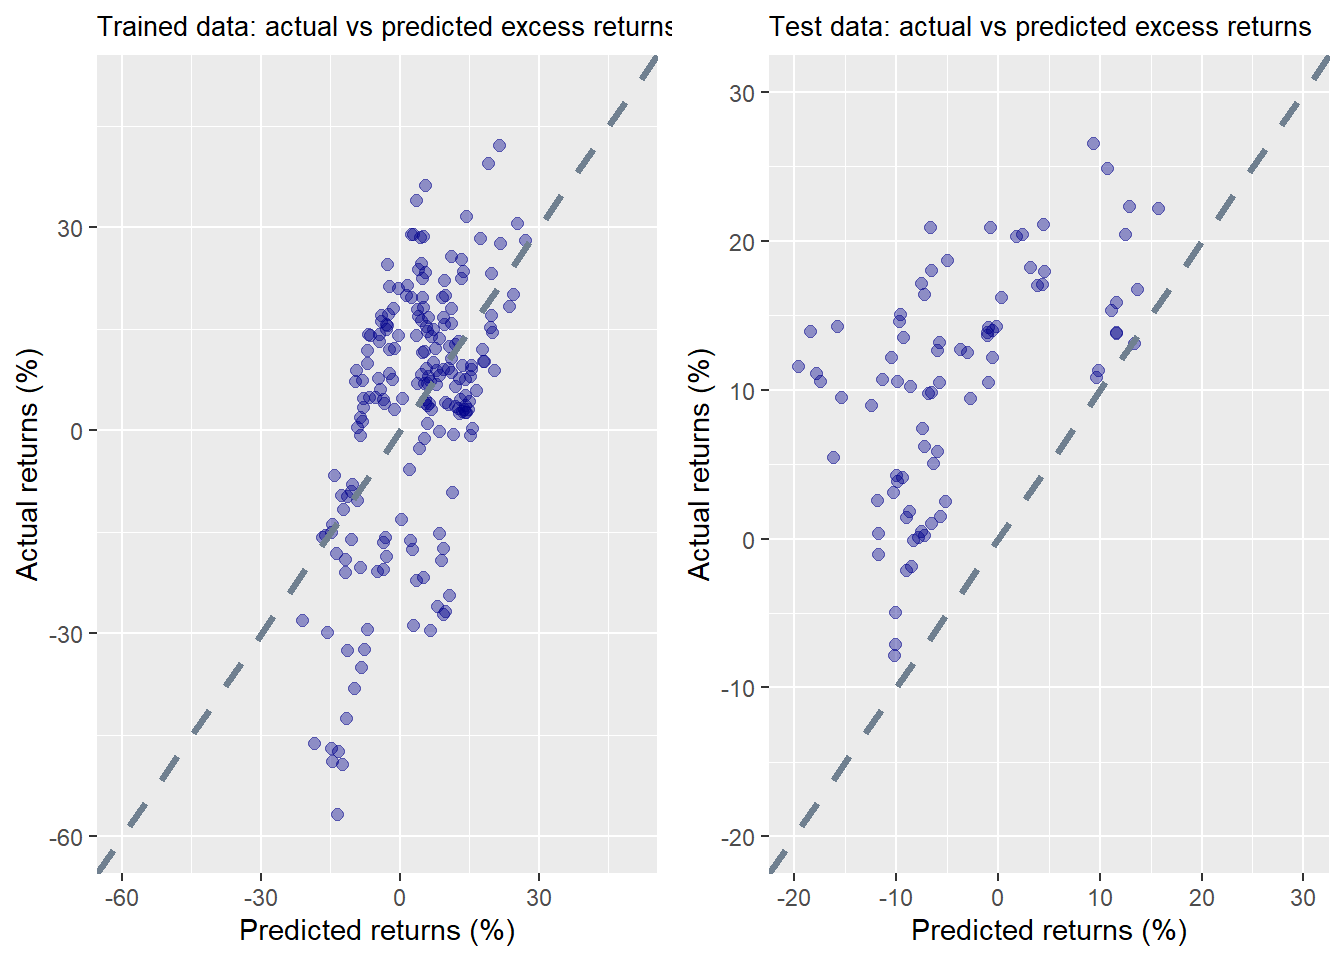 Trained data: actual vs predicted excess returns
Actual returns (%)
30
0
-30
-60
-60 -30 0 30
Predicted returns (%)
Test data: actual vs predicted excess returns
Actual returns (%)
30
20
10
0
-10
-20
-20 -10 0 10 20 30
Predicted returns (%)